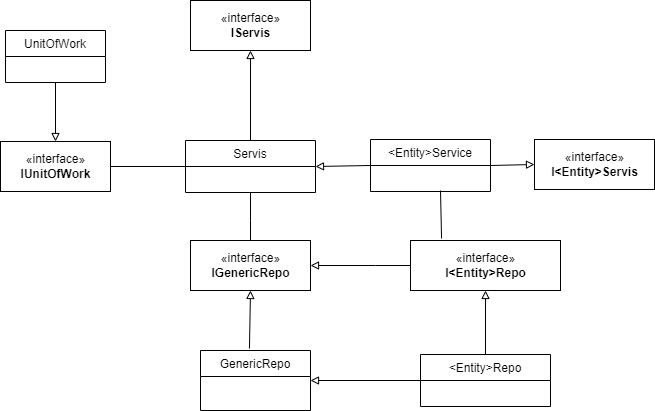 «interface»
IServis
UnitOfWork
«interface»
IUnitOfWork
Servis
<Entity>Service
«interface»
I<Entity>Servis
«interface»
IGenericRepo
«interface»
I<Entity>Repo
GenericRepo
<Entity>Repo